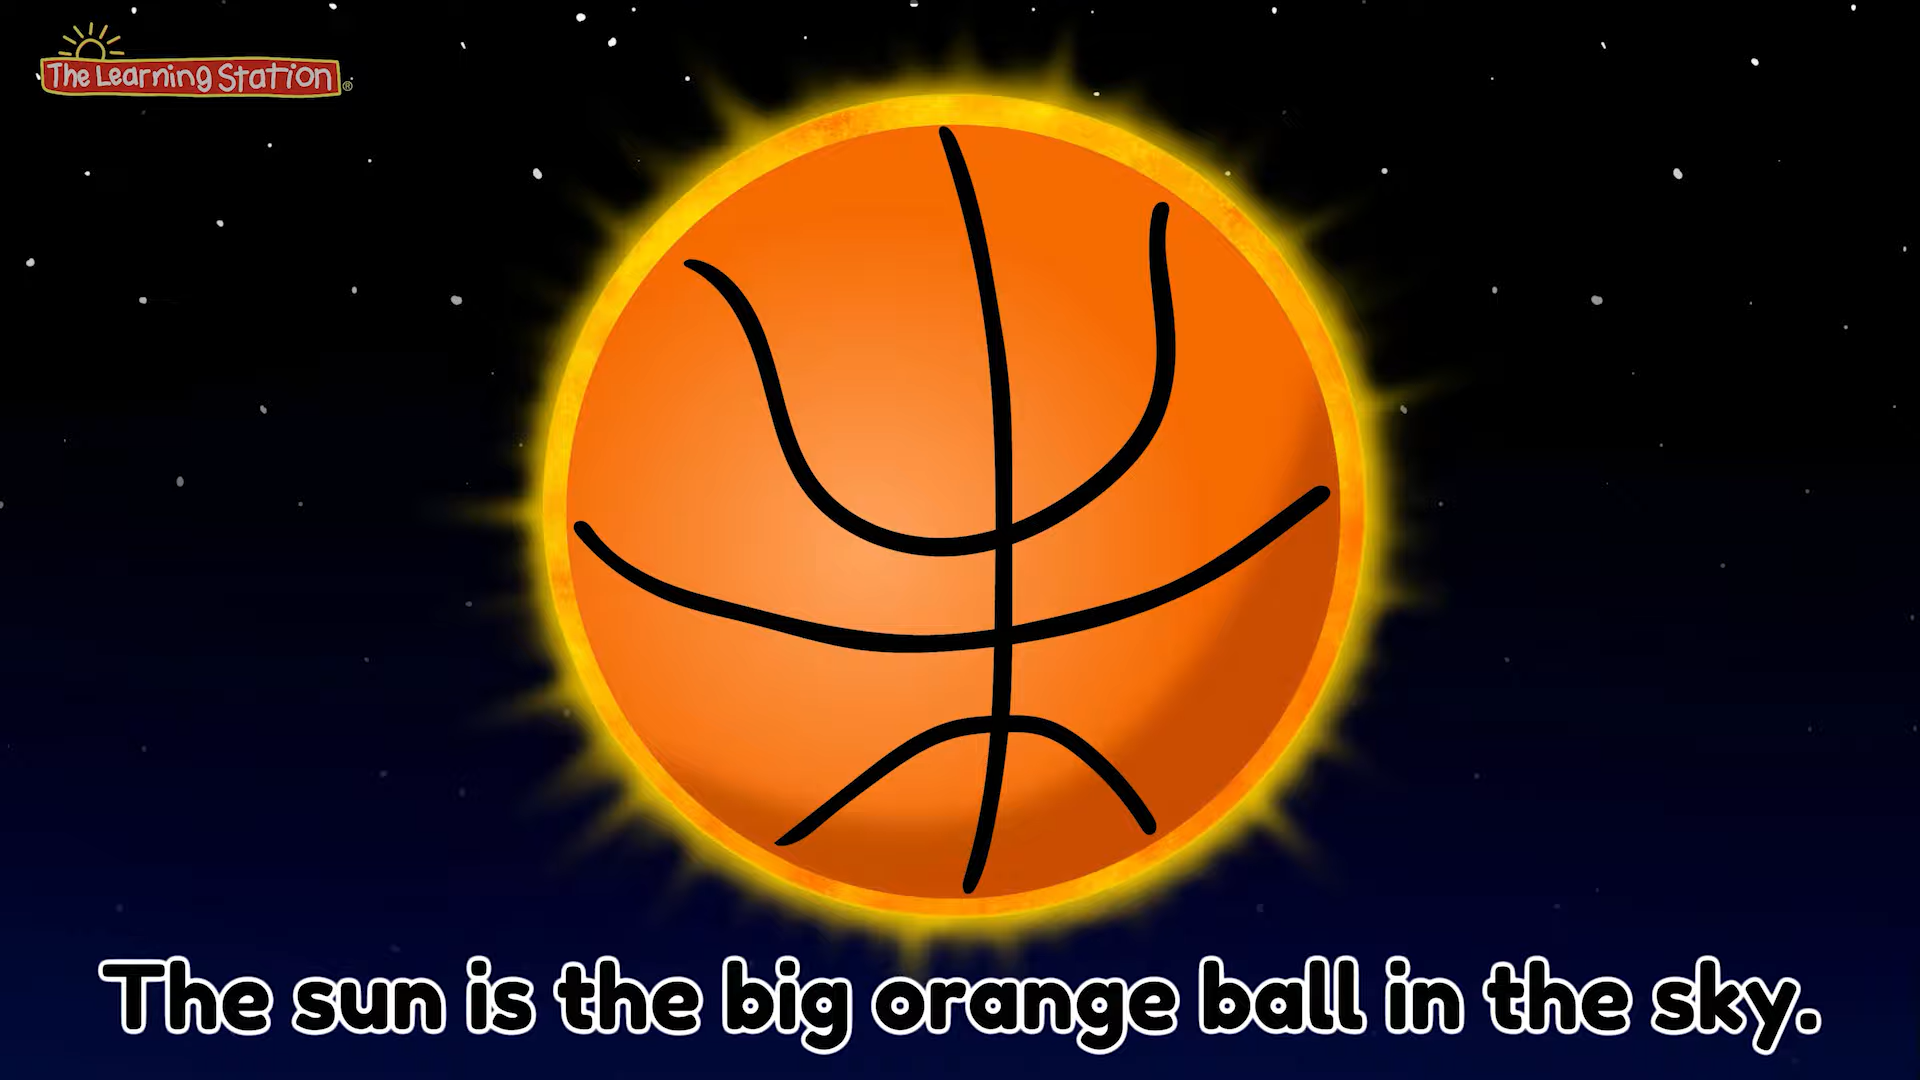 The Learning Station®
The sun is the big orange ball in the sky.